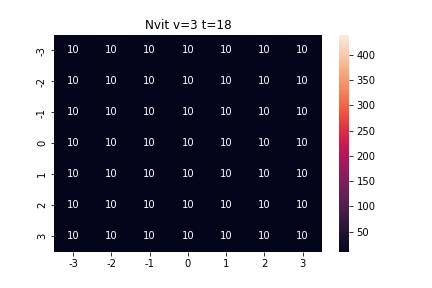 Nvit v=3 t=18
-3 10 10 10 10 10 10 10
-2 10 10 10 10 10 10 10
-1 10 10 10 10 10 10 10
0 10 10 10 10 10 10 10
1 10 10 10 10 10 10 10
2 10 10 10 10 10 10 10
3 10 10 10 10 10 10 10
-3 -2 -1 0 1 2 3
400
350
300
250
200
150
100
50